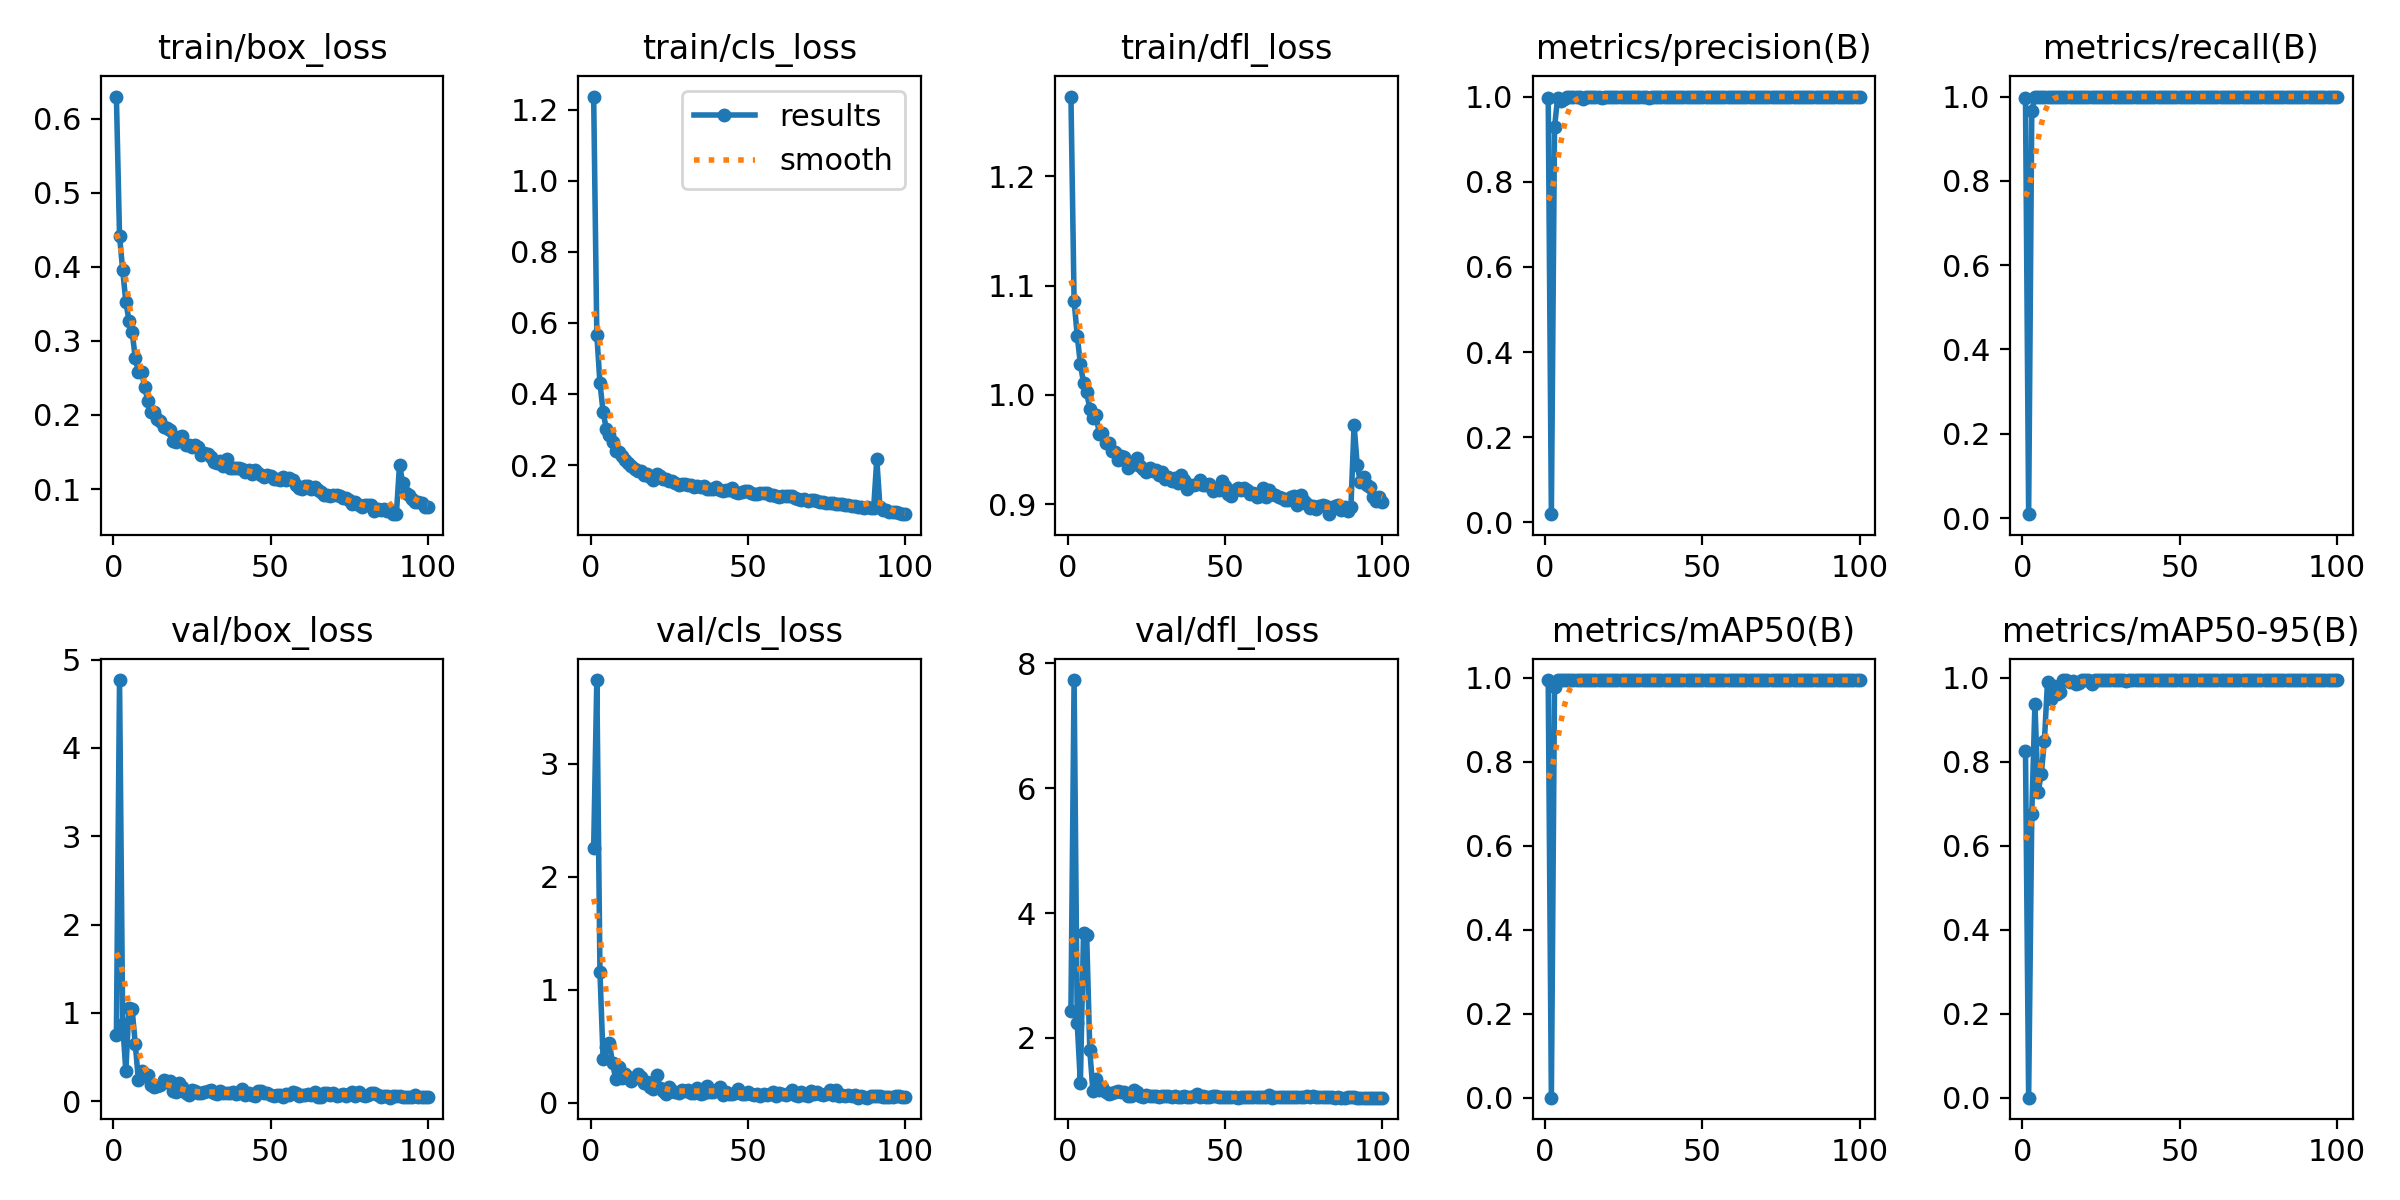 train/box_loss
0.6
0.5
0.4
0.3
0.2
0.1
0 50 100
train/cls_loss
results
smooth
1.2
1.0
0.8
0.6
0.4
0.2
0 50 100
train/dfl_loss
1.2
1.1
1.0
0.9
0 50 100
metrics/precision(B)
1.0
0.8
0.6
0.4
0.2
0.0
0 50 100
metrics/recall(B)
1.0
0.8
0.6
0.4
0.2
0.0
0 50 100
val/box_loss
5
4
3
2
1
0
0 50 100
val/cls_loss
3
2
1
0
0 50 100
val/dfl_loss
8
6
4
2
0 50 100
metrics/mAP50(B)
1.0
0.8
0.6
0.4
0.2
0.0
0 50 100
metrics/mAP50-95(B)
1.0
0.8
0.6
0.4
0.2
0.0
0 50 100